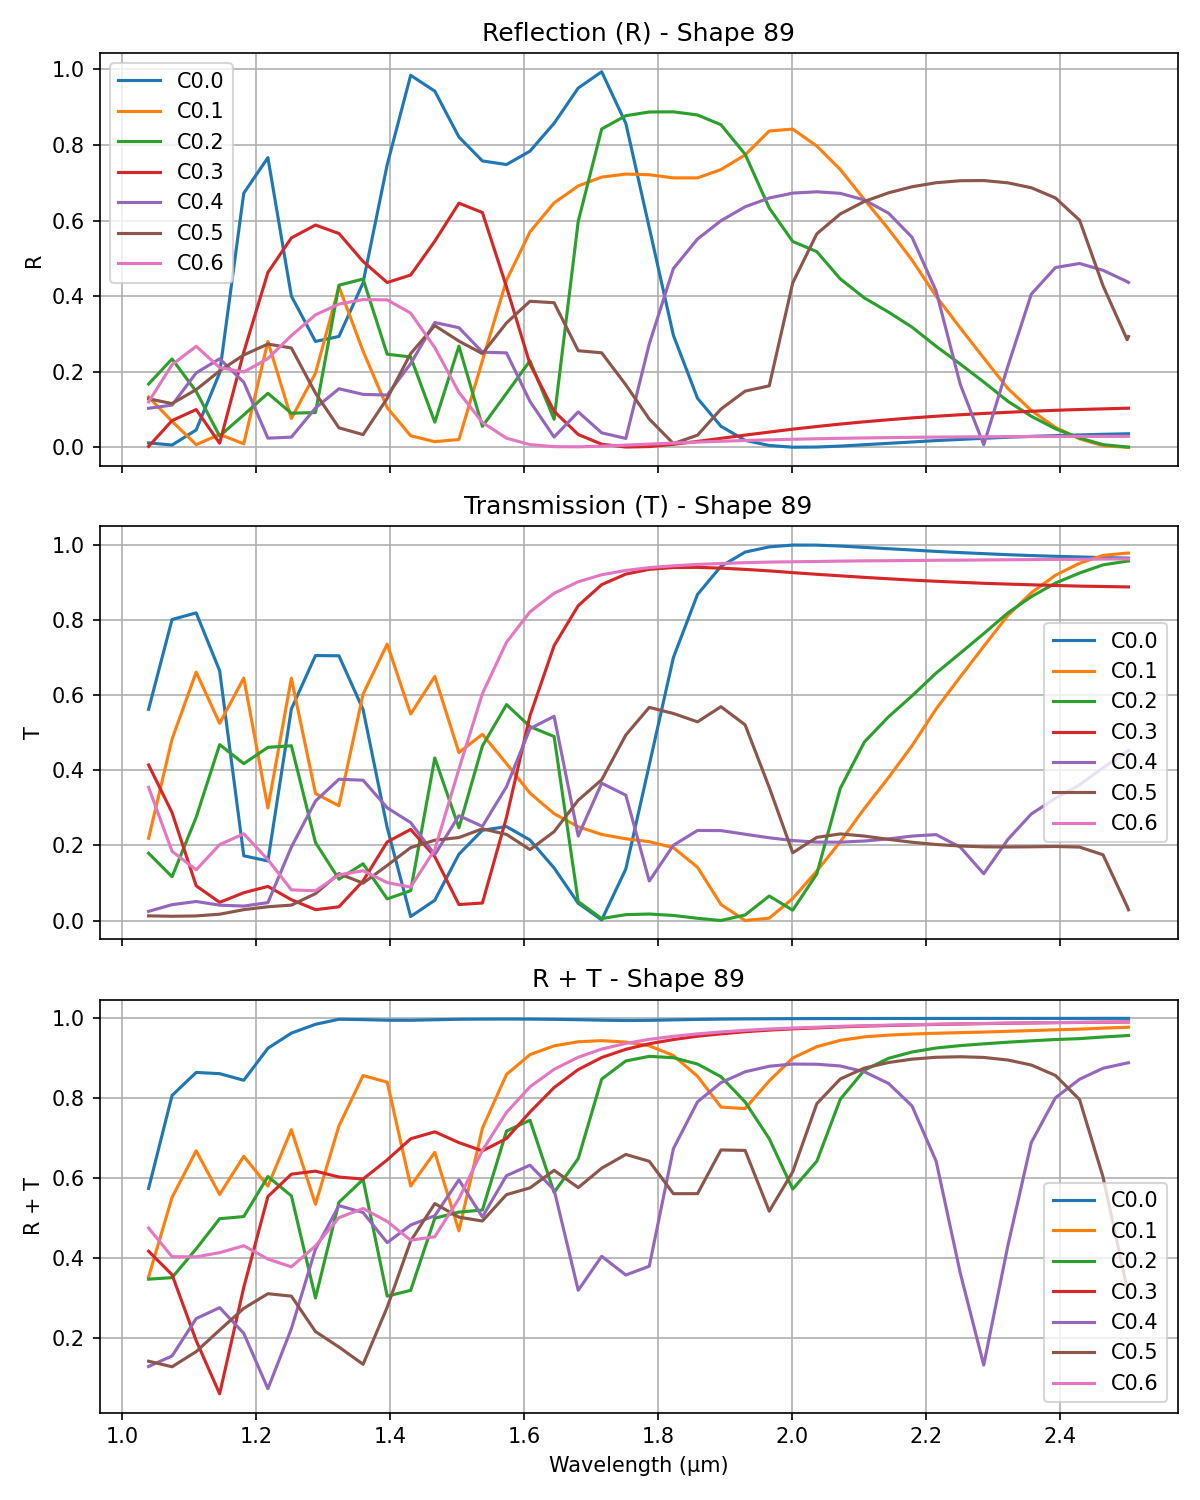 Reflection (R) - Shape 89
1.0
0.8
0.6
0.4
0.2
0.0
R
C0.0
C0.1
C0.2
C0.3
C0.4
C0.5
C0.6
Transmission (T) - Shape 89
1.0
0.8
0.6
0.4
0.2
0.0
T
C0.0
C0.1
C0.2
C0.3
C0.4
C0.5
C0.6
R + T - Shape 89
1.0
0.8
0.6
0.4
0.2
R + T
C0.0
C0.1
C0.2
C0.3
C0.4
C0.5
C0.6
1.0 1.2 1.4 1.6 1.8 2.0 2.2 2.4
Wavelength (μm)